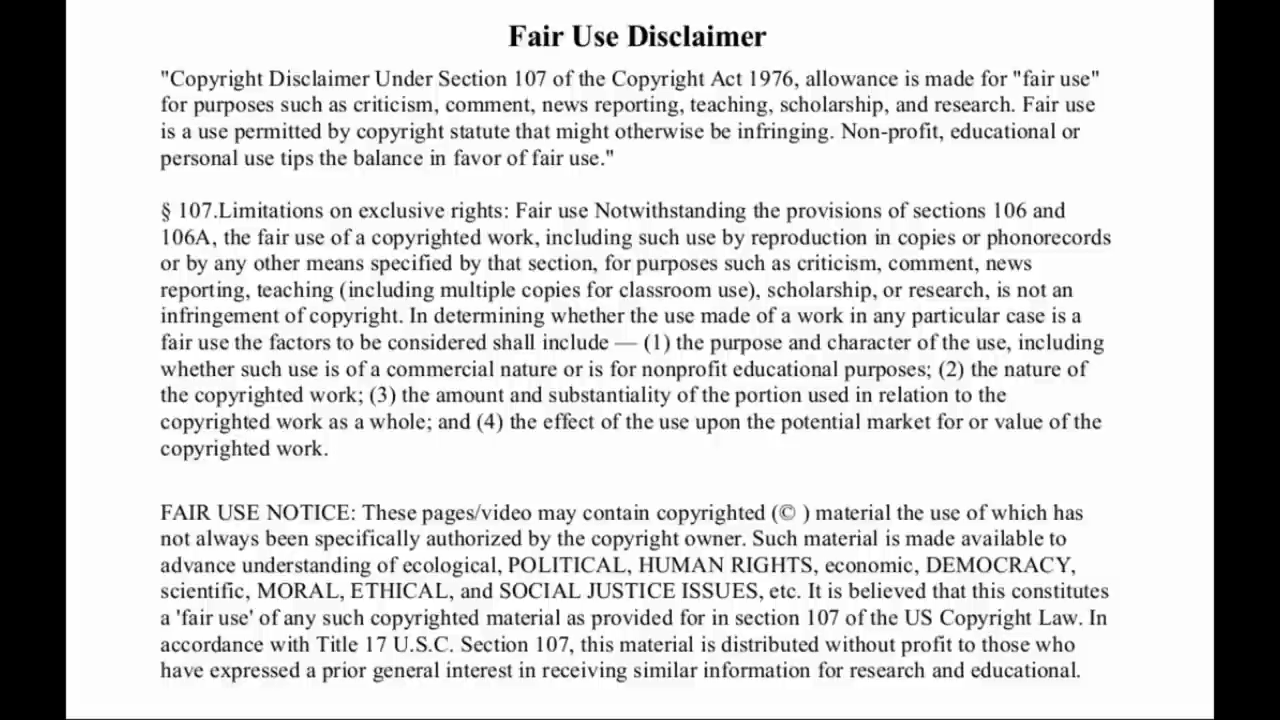 Fair Use Disclaimer
"Copyright Disclaimer Under Section 107 of the Copyright Act 1976, allowance is made for "fair use"
for purposes such as criticism, comment, news reporting, teaching, scholarship, and research. Fair use
is a use permitted by copyright statute that might otherwise be infringing. Non-profit, educational or
personal use tips the balance in favor of fair use."
§ 107.Limitations on exclusive rights: Fair use Notwithstanding the provisions of sections 106 and
106A, the fair use of a copyrighted work, including such use by reproduction in copies or phonorecords
or by any other means specified by that section, for purposes such as criticism, comment, news
reporting, teaching (including multiple copies for classroom use), scholarship, or research, is not an
infringement of copyright. In determining whether the use made of a work in any particular case is a
fair use the factors to be considered shall include — (1) the purpose and character of the use, including
whether such use is of a commercial nature or is for nonprofit educational purposes; (2) the nature of
the copyrighted work; (3) the amount and substantiality of the portion used in relation to the
copyrighted work as a whole; and (4) the effect of the use upon the potential market for or value of the
copyrighted work.
FAIR USE NOTICE: These pages/video may contain copyrighted (© ) material the use of which has
not always been specifically authorized by the copyright owner. Such material is made available to
advance understanding of ecological, POLITICAL, HUMAN RIGHTS, economic, DEMOCRACY,
scientific, MORAL, ETHICAL, and SOCIAL JUSTICE ISSUES, etc. It is believed that this constitutes
a 'fair use' of any such copyrighted material as provided for in section 107 of the US Copyright Law. In
accordance with Title 17 U.S.C. Section 107, this material is distributed without profit to those who
have expressed a prior general interest in receiving similar information for research and educational.